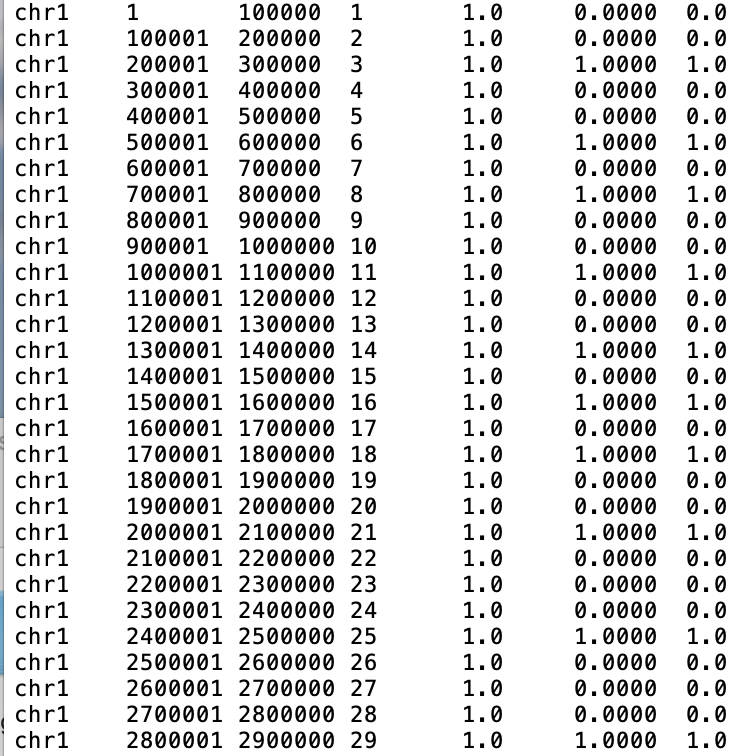 chr1 1 100000 1 1.0 0.0000 0.0
chr1 100001 200000 2 1.0 0.0000 0.0
chr1 200001 300000 3 1.0 1.0000 1.0
chr1 300001 400000 4 1.0 0.0000 0.0
chr1 400001 500000 5 1.0 0.0000 0.0
chr1 500001 600000 6 1.0 1.0000 1.0
chr1 600001 700000 7 1.0 0.0000 0.0
chr1 700001 800000 8 1.0 1.0000 1.0
chr1 800001 900000 9 1.0 0.0000 0.0
chr1 900001 1000000 10 1.0 0.0000 0.0
chr1 1000001 1100000 11 1.0 1.0000 1.0
chr1 1100001 1200000 12 1.0 0.0000 0.0
chr1 1200001 1300000 13 1.0 0.0000 0.0
chr1 1300001 1400000 14 1.0 1.0000 1.0
chr1 1400001 1500000 15 1.0 0.0000 0.0
chr1 1500001 1600000 16 1.0 1.0000 1.0
chr1 1600001 1700000 17 1.0 0.0000 0.0
chr1 1700001 1800000 18 1.0 1.0000 1.0
chr1 1800001 1900000 19 1.0 0.0000 0.0
chr1 1900001 2000000 20 1.0 0.0000 0.0
chr1 2000001 2100000 21 1.0 1.0000 1.0
chr1 2100001 2200000 22 1.0 0.0000 0.0
chr1 2200001 2300000 23 1.0 0.0000 0.0
chr1 2300001 2400000 24 1.0 0.0000 0.0
chr1 2400001 2500000 25 1.0 1.0000 1.0
chr1 2500001 2600000 26 1.0 0.0000 0.0
chr1 2600001 2700000 27 1.0 0.0000 0.0
chr1 2700001 2800000 28 1.0 0.0000 0.0
chr1 2800001 2900000 29 1.0 1.0000 1.0